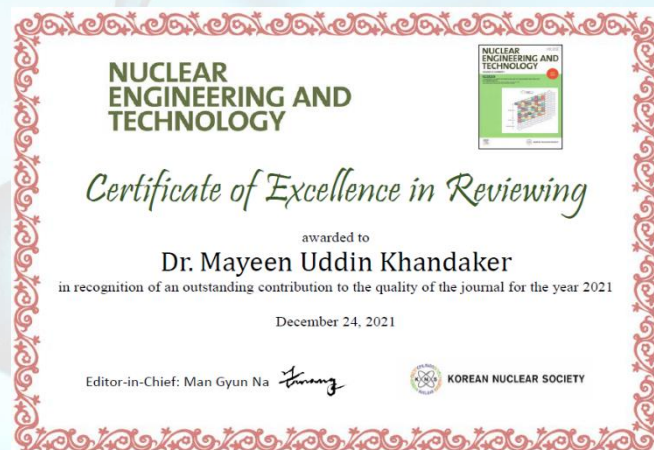 NUCLEAR
ENGINEERING AND
TECHNOLOGY
NUCLEAR
ENGINEERING AND
TECHNOLOGY
Certificate of Excellence in Reviewing
awarded to
Dr. Mayeen Uddin Khandaker
in recognition of an outstanding contribution to the quality of the journal for the year 2021
December 24, 2021
Editor-in-Chief: Man Gyun Na
KNS
KOREAN NUCLEAR SOCIETY